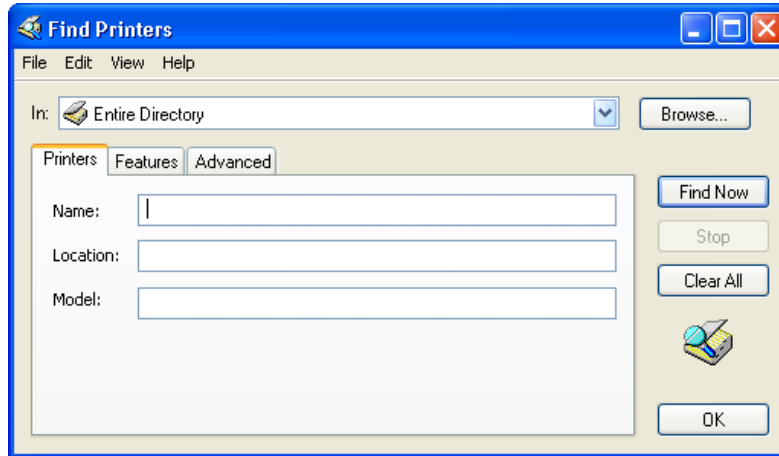 Find Printers
File Edit View Help
In: Entire Directory Browse...
Printers Features Advanced
Find Now
Name:
Stop
Location:
Clear All
Model:
OK